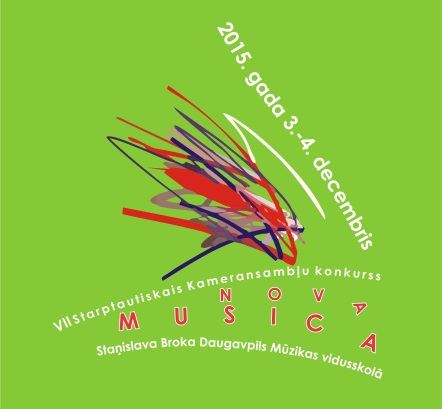 2015. gada 3.-4. decembris
VII Starptautiskais Kameransambļu konkurss
NOVA
MUSICA
Staņislava Broka Daugavpils Mūzikas vidusskolā